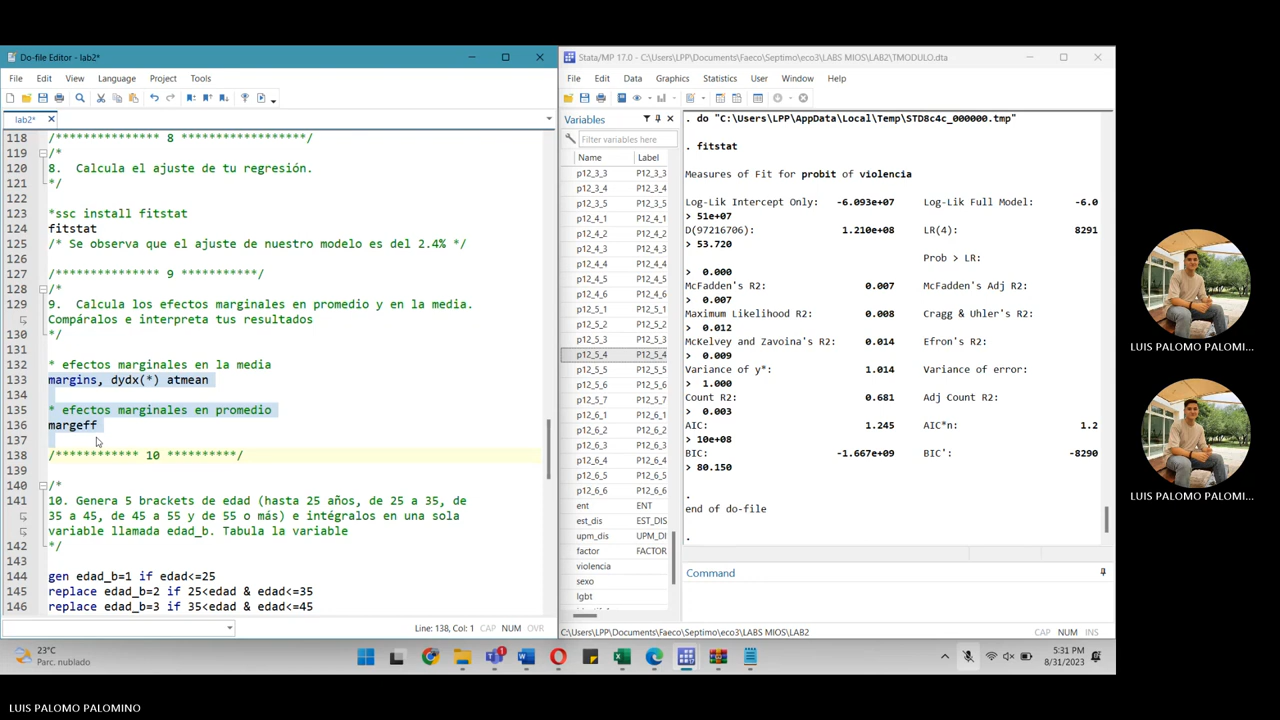 Do-file Editor - lab2*
File Edit View Language Project Tools
lab2*
118 /*************** 8 ******************/
119 /*
120 8. Calcula el ajuste de tu regresión.
121 */
122
123 *ssc install fitstat
124 fitstat
125 /* Se observa que el ajuste de nuestro modelo es del 2.4% */
126
127 /*************** 9 ***********/
128 /*
129 9. Calcula los efectos marginales en promedio y en la media.
Compáralos e interpreta tus resultados
130 */
131
132 * efectos marginales en la media
133 margins, dydx(*) atmean
134
135 * efectos marginales en promedio
136 margeff
137
138 /************ 10 **********/
139
140 /*
141 10. Genera 5 brackets de edad (hasta 25 años, de 25 a 35, de
35 a 45, de 45 a 55 y de 55 o más) e intégralos en una sola
variable llamada edad_b. Tabula la variable
142 */
143
144 gen edad_b=1 if edad<=25
145 replace edad_b=2 if 25<edad & edad<=35
146 replace edad_b=3 if 35<edad & edad<=45
Line: 138, Col: 1 CAP NUM OVR
Stata/MP 17.0 - C:\Users\LPP\Documents\Faeco\Septimo\eco3\LABS MIOS\LAB2\TMODULO.dta
File Edit Data Graphics Statistics User Window Help
Variables
Filter variables here
Name Label
p12_3_3 P12_3_3
p12_3_4 P12_3_4
p12_3_5 P12_3_5
p12_4_1 P12_4_1
p12_4_2 P12_4_2
p12_4_3 P12_4_3
p12_4_4 P12_4_4
p12_4_5 P12_4_5
p12_4_6 P12_4_6
p12_5_1 P12_5_1
p12_5_2 P12_5_2
p12_5_3 P12_5_3
p12_5_4 P12_5_4
p12_5_5 P12_5_5
p12_5_6 P12_5_6
p12_5_7 P12_5_7
p12_6_1 P12_6_1
p12_6_2 P12_6_2
p12_6_3 P12_6_3
p12_6_4 P12_6_4
p12_6_5 P12_6_5
p12_6_6 P12_6_6
ent ENT
est_dis EST_DIS
upm_dis UPM_DI
factor FACTOR
violencia
sexo
lgbt
. do "C:\Users\LPP\AppData\Local\Temp\STD8c4c_000000.tmp"
. fitstat
Measures of Fit for probit of violencia
Log-Lik Intercept Only: -6.093e+07 Log-Lik Full Model: -6.0
> 51e+07
D(97216706): 1.210e+08 LR(4): 8291
> 53.720
Prob > LR:
> 0.000
McFadden's R2: 0.007 McFadden's Adj R2:
> 0.007
Maximum Likelihood R2: 0.008 Cragg & Uhler's R2:
> 0.012
McKelvey and Zavoina's R2: 0.014 Efron's R2:
> 0.009
Variance of y*: 1.014 Variance of error:
> 1.000
Count R2: 0.681 Adj Count R2:
> 0.003
AIC: 1.245 AIC*n: 1.2
> 10e+08
BIC: -1.667e+09 BIC': -8290
> 80.150
.
end of do-file
.
Command
C:\Users\LPP\Documents\Faeco\Septimo\eco3\LABS MIOS\LAB2 CAP NUM INS
23°C
Parc. nublado
5:31 PM
8/31/2023
LUIS PALOMO PALOMI...
LUIS PALOMO PALOMI...
LUIS PALOMO PALOMINO